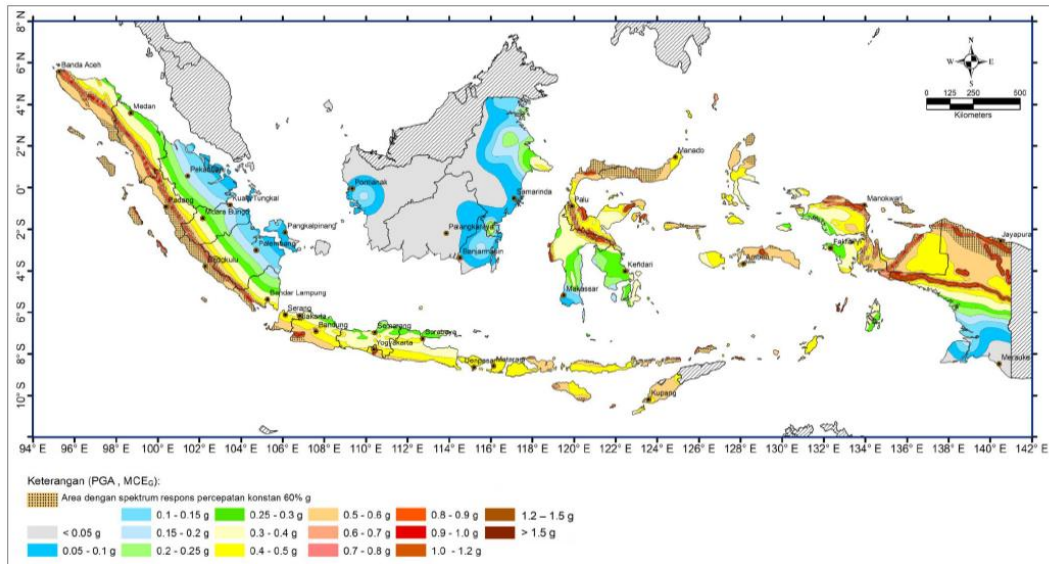 8° N
6° N
4° N
2° N
0°
2° S
4° S
6° S
8° S
10° S
N
W E
S
0 125 250 500
Kilometers
Banda Aceh
Medan
Manado
Pontianak
Samarinda
Palu
Manokwari
Padang
Kuala Tungkal
Muara Bungo
Pangkalpinang
Palembang
Palangkaraya
Banjarmasin
Jayapura
Bengkulu
Kendari
Makassar
Bandar Lampung
Serang
Jakarta
Bandung
Semarang
Surabaya
Yogyakarta
Denpasar
Mataram
Kupang
Merauke
94° E 96° E 98° E 100° E 102° E 104° E 106° E 108° E 110° E 112° E 114° E 116° E 118° E 120° E 122° E 124° E 126° E 128° E 130° E 132° E 134° E 136° E 138° E 140° E 142° E
Keterangan (PGA , MCEG):
Area dengan spektrum respons percepatan konstan 60% g
0.1 - 0.15 g 0.25 - 0.3 g 0.5 - 0.6 g 0.8 - 0.9 g 1.2 - 1.5 g
< 0.05 g 0.15 - 0.2 g 0.3 - 0.4 g 0.6 - 0.7 g 0.9 - 1.0 g > 1.5 g
0.05 - 0.1 g 0.2 - 0.25 g 0.4 - 0.5 g 0.7 - 0.8 g 1.0 - 1.2 g